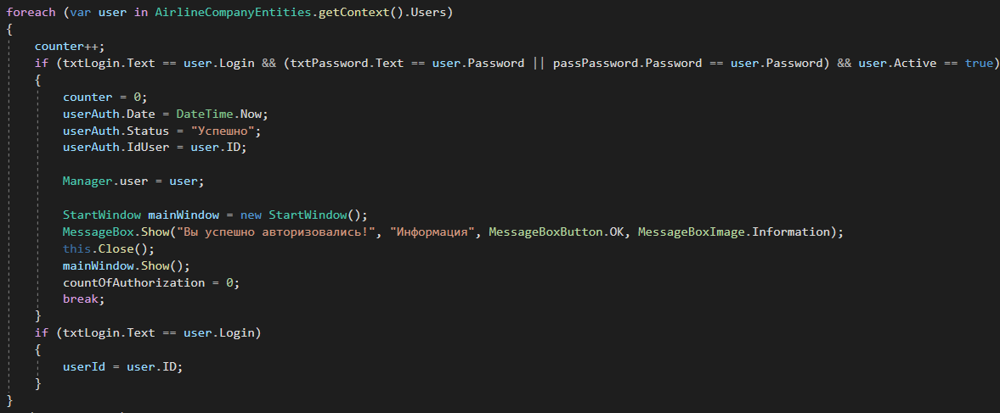 foreach (var user in AirlineCompanyEntities.getContext().Users)
{
counter++;
if (txtLogin.Text == user.Login && (txtPassword.Text == user.Password || passPassword.Password == user.Password) && user.Active == true)
{
counter = 0;
userAuth.Date = DateTime.Now;
userAuth.Status = "Успешно";
userAuth.IdUser = user.ID;
Manager.user = user;
StartWindow mainWindow = new StartWindow();
MessageBox.Show("Вы успешно авторизовались!", "Информация", MessageBoxButton.OK, MessageBoxImage.Information);
this.Close();
mainWindow.Show();
countOfAuthorization = 0;
break;
}
if (txtLogin.Text == user.Login)
{
userId = user.ID;
}
}